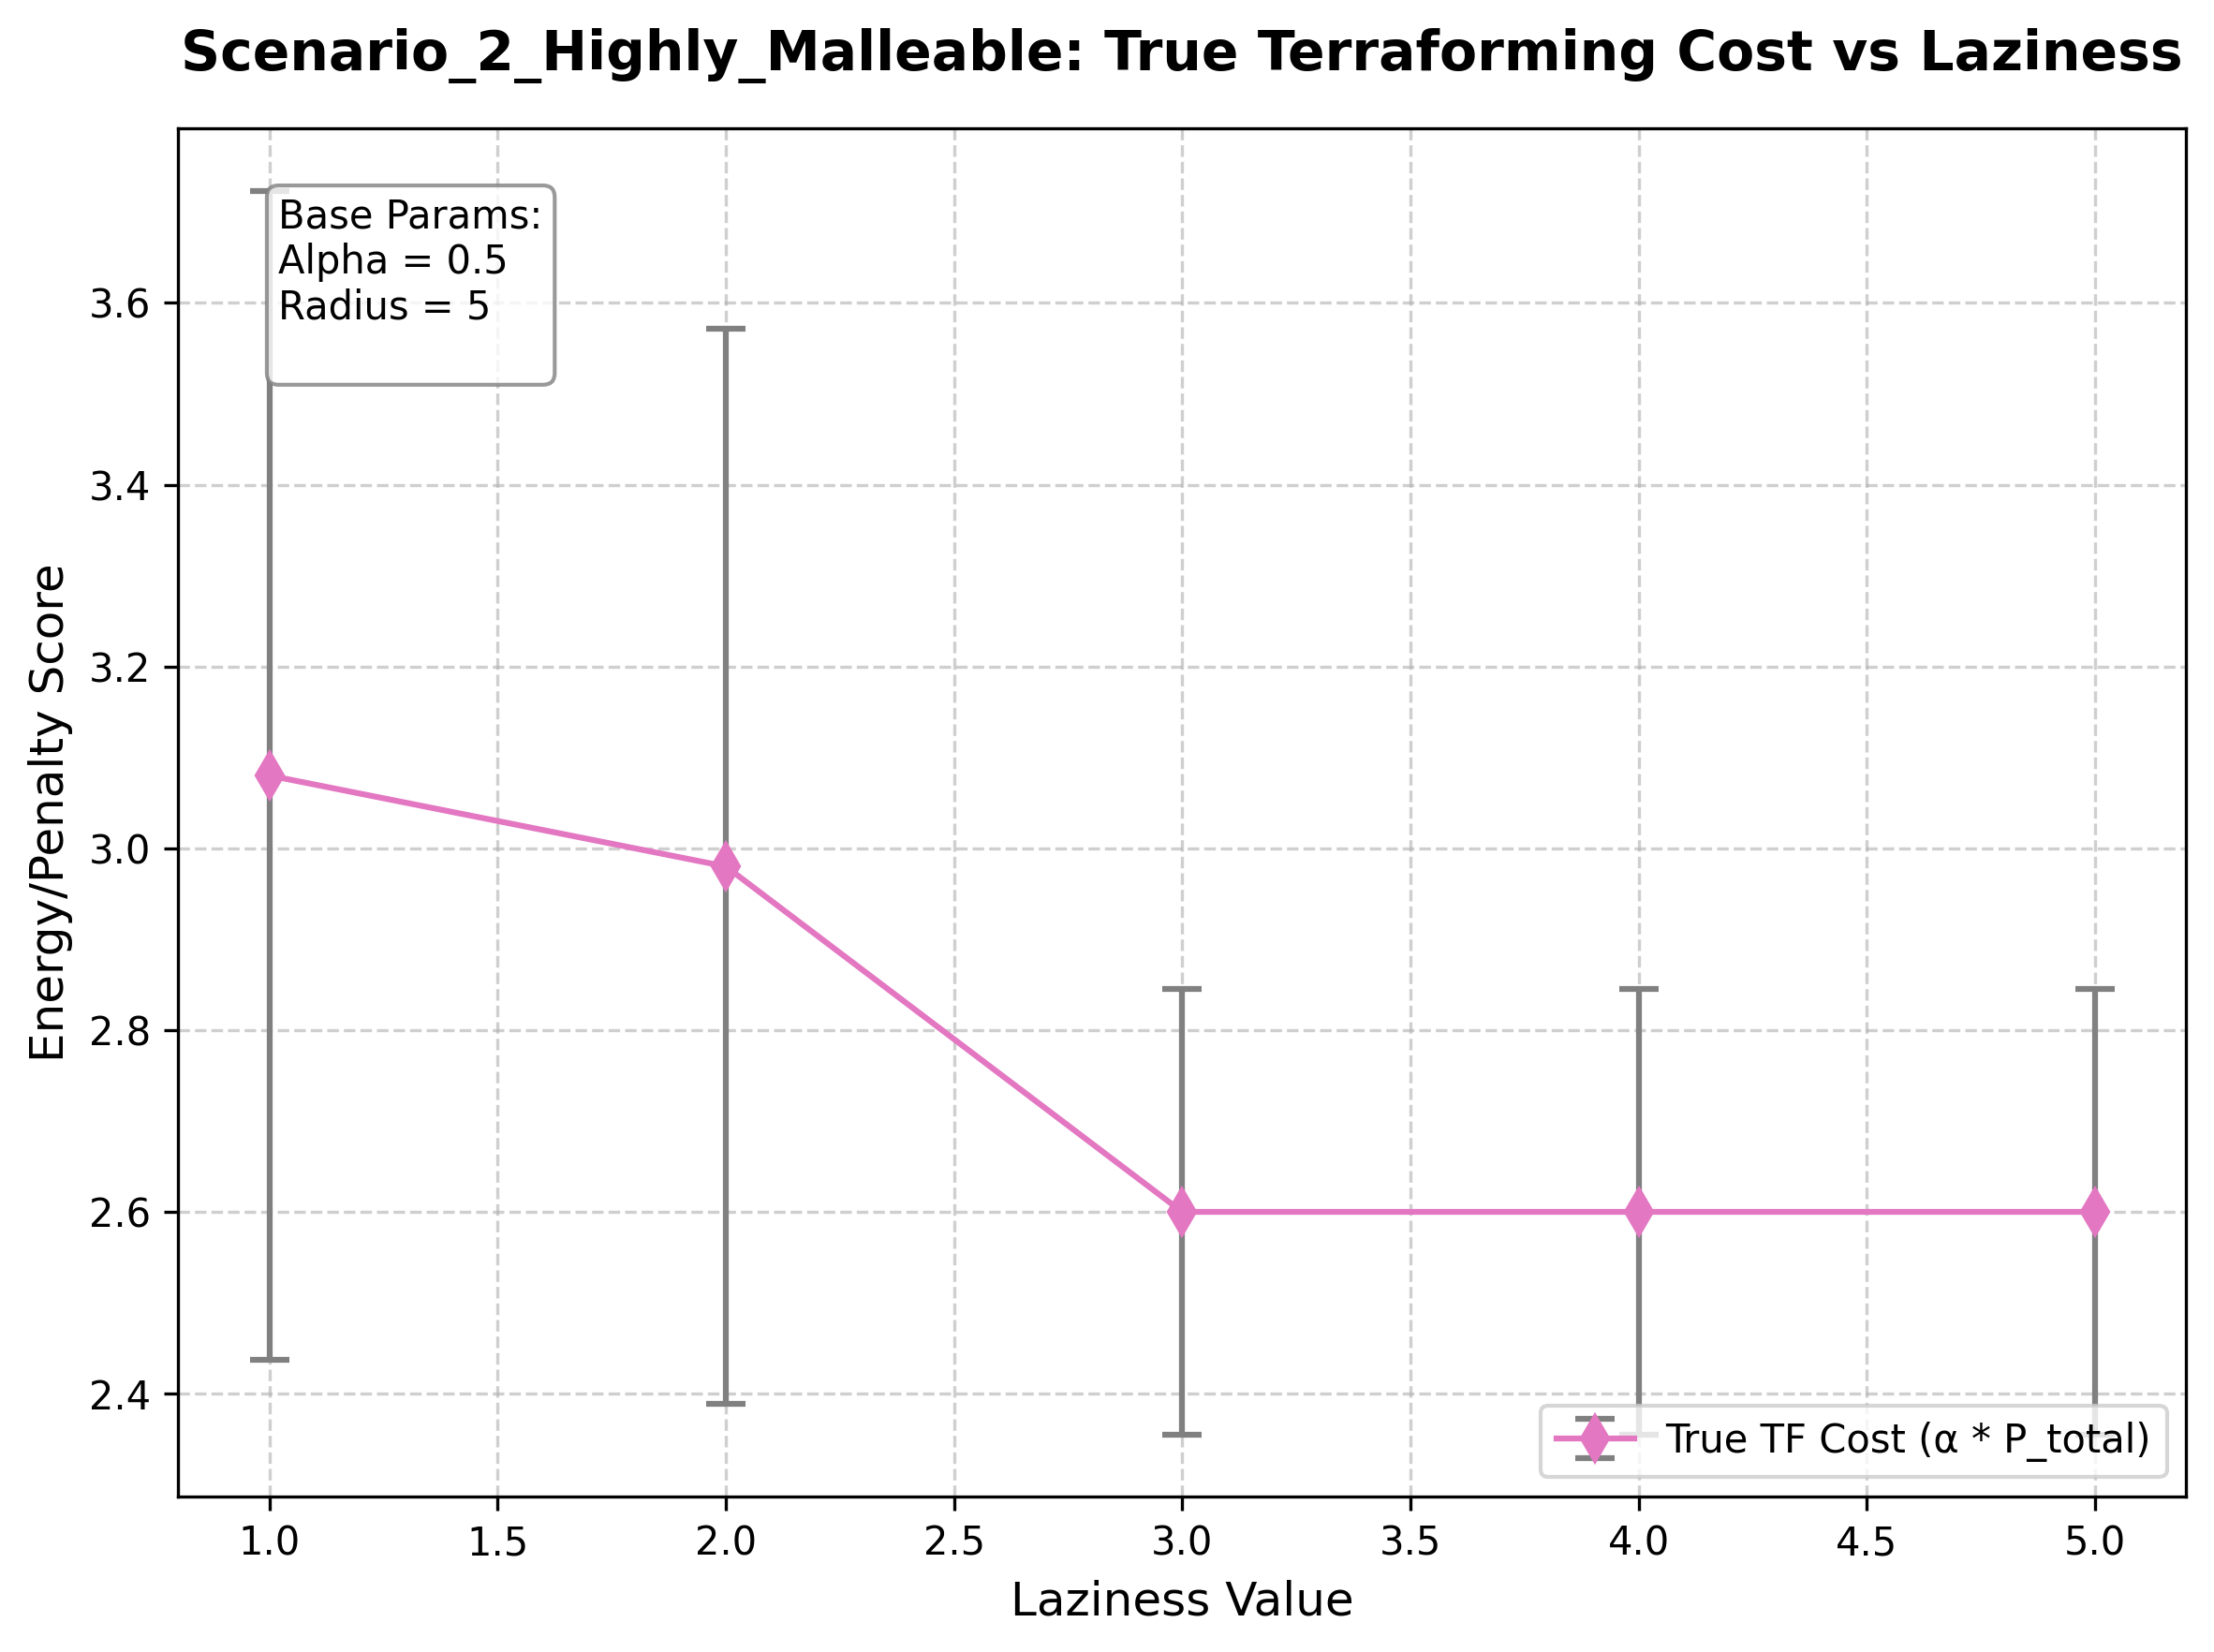 Scenario_2_Highly_Malleable: True Terraforming Cost vs Laziness
Base Params:
Alpha = 0.5
Radius = 5
Energy/Penalty Score
3.6
3.4
3.2
3.0
2.8
2.6
2.4
True TF Cost (α * P_total)
1.0 1.5 2.0 2.5 3.0 3.5 4.0 4.5 5.0
Laziness Value